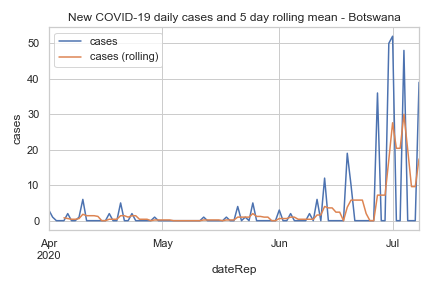 New COVID-19 daily cases and 5 day rolling mean - Botswana
cases
cases (rolling)
50
40
30
20
10
0
cases
Apr
2020
May
Jun
Jul
dateRep